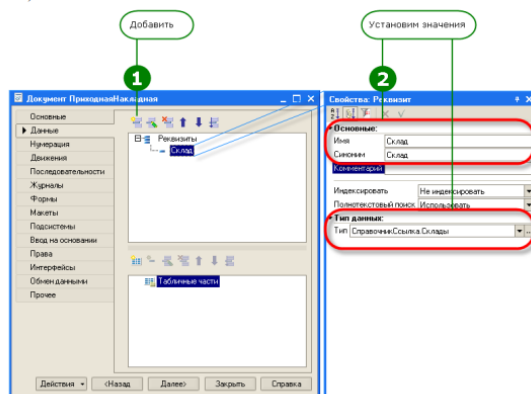 Добавить
Установим значения
1
2
Документ ПриходнаяНакладная
Основные
Данные
Нумерация
Движения
Последовательности
Журналы
Формы
Макеты
Подсистемы
Ввод на основании
Права
Интерфейсы
Обмен данными
Прочее
Реквизиты
Склад
Табличные части
Действия
<Назад
Далее>
Закрыть
Справка
Свойства: Реквизит
Основные:
Имя Склад
Синоним Склад
Комментарий
Индексировать Не индексировать
Полнотекстовый поиск Использовать
Тип данных:
Тип СправочникСсылка.Склады